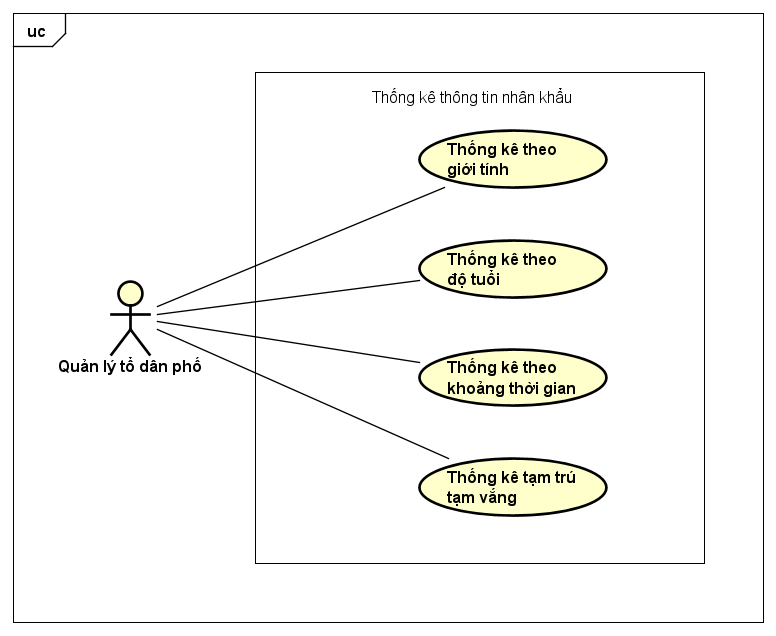 uc
Thống kê thông tin nhân khẩu
Thống kê theo
giới tính
Thống kê theo
độ tuổi
Quản lý tổ dân phố
Thống kê theo
khoảng thời gian
Thống kê tạm trú
tạm vắng